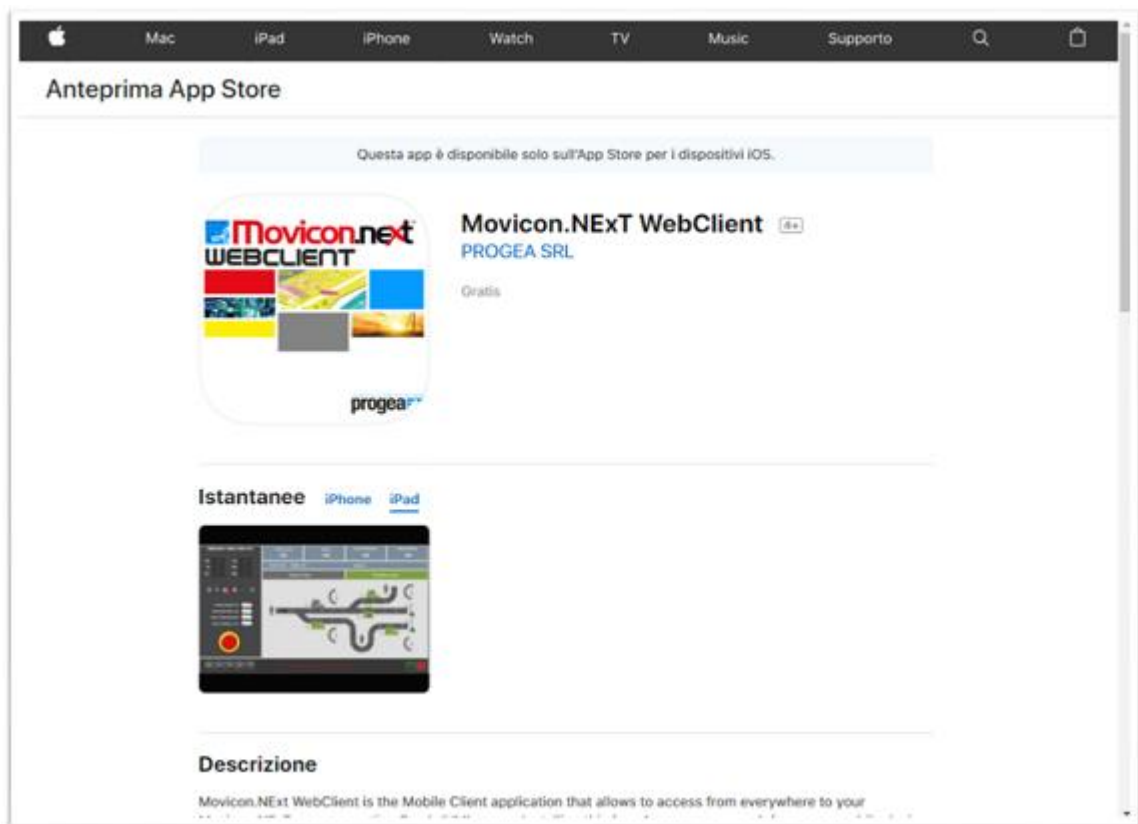 Mac iPad iPhone Watch TV Music Supporto
Anteprima App Store
Questa app è disponibile solo sull'App Store per i dispositivi iOS.
Movicon.NExT WebClient 4+
PROGEA SRL
Gratis
Movicon.next
WEBCLIENT
progea
Istantanee iPhone iPad
Descrizione
Movicon.NExt WebClient is the Mobile Client application that allows to access from everywhere to your